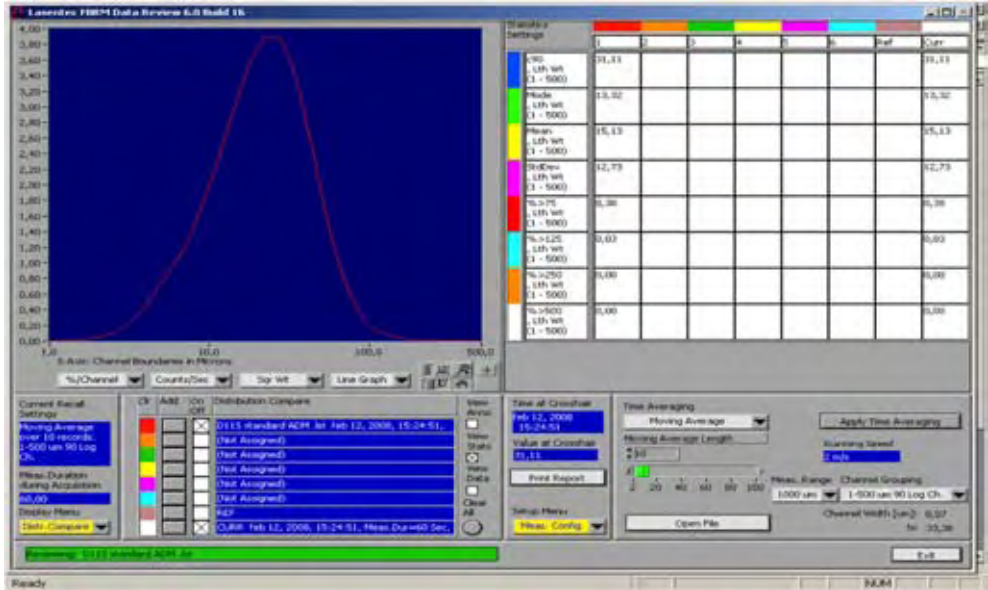 Lasentec FBRM Data Review 6.0 Build 16
4,00
3,80
3,60
3,40
3,20
3,00
2,80
2,60
2,40
2,20
2,00
1,80
1,60
1,40
1,20
1,00
0,80
0,60
0,40
0,20
0,00
1,0 10,0 100,0 500,0
X-Axis: Channel Boundaries in Microns
%/Channel Counts/Sec Sqr Wt Line Graph
Statistics
Settings
1 2 3 4 5 6 Ref Curr
c90
, Lth Wt
(1 - 500)
31,11 31,11
Mode
, Lth Wt
(1 - 500)
13,32 13,32
Mean
, Lth Wt
(1 - 500)
15,13 15,13
StdDev
, Lth Wt
(1 - 500)
12,73 12,73
%>75
, Lth Wt
(1 - 500)
0,38 0,38
%>125
, Lth Wt
(1 - 500)
0,03 0,03
%>250
, Lth Wt
(1 - 500)
0,00 0,00
%>500
, Lth Wt
(1 - 500)
0,00 0,00
Current Recall
Settings
Moving Average
over 10 records.
1-500 um 90 Log
Ch.
Meas. Duration
during Acquisition
60,00
Display Menu
Distr. Compare
Clr Add On
Off
Distribution Compare
D115 standard ADM .lst Feb 12, 2008, 15:24:51,
(Not Assigned)
(Not Assigned)
(Not Assigned)
(Not Assigned)
(Not Assigned)
REF
CURR Feb 12, 2008, 15:24:51, Meas.Dur=60 Sec.
View
Annot
View
Stats
View
Data
Clear
All
Time at Crosshair
Feb 12, 2008
15:24:51
Value at Crosshair
31,11
Print Report
Setup Menu
Meas. Config.
Time Averaging
Moving Average
Apply Time Averaging
Moving Average Length
10
2 20 40 60 80 100
Running Speed
2 m/s
Meas. Range Channel Grouping
1000 um 1-500 um 90 Log Ch.
Channel Width [um]: 0,07
to 33,36
Open File
Reviewing: D115 standard ADM .lst
Exit
Ready
NUM